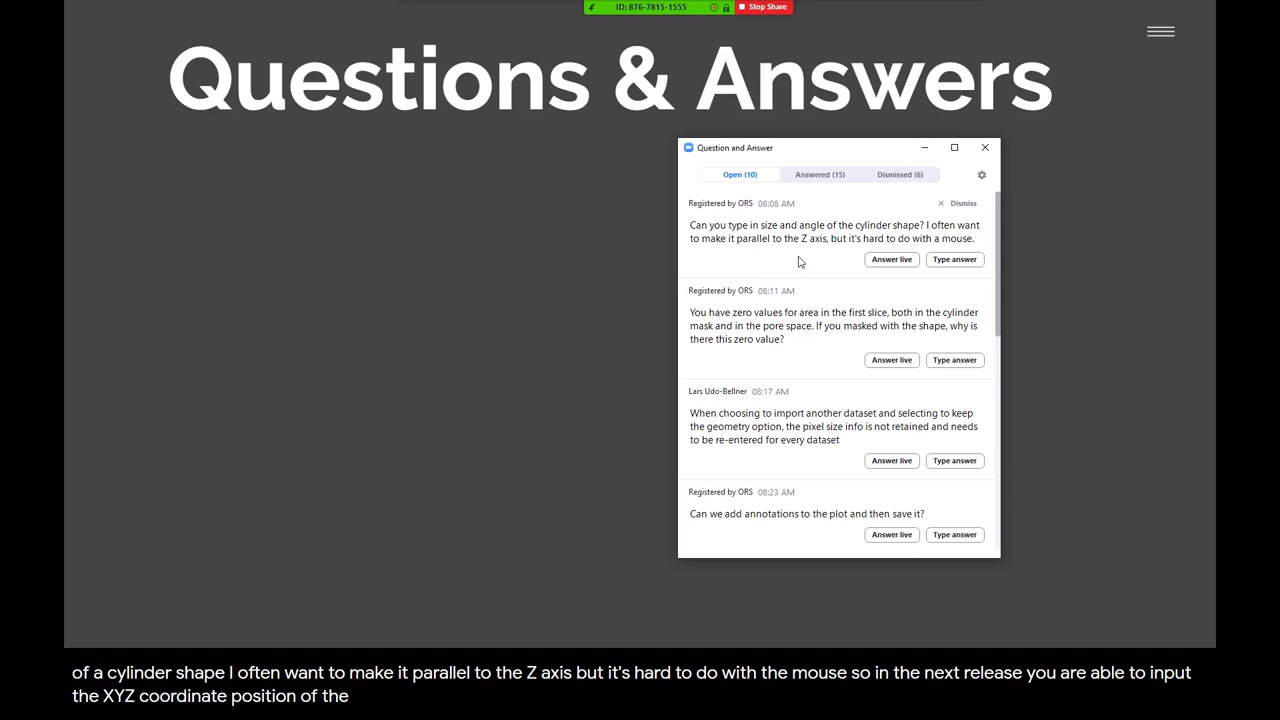 ID: 876-7815-1555
Stop Share
Questions & Answers
Question and Answer
Open (10)
Answered (15)
Dismissed (6)
Registered by ORS 08:08 AM
Dismiss
Can you type in size and angle of the cylinder shape? I often want
to make it parallel to the Z axis, but it's hard to do with a mouse.
Answer live
Type answer
Registered by ORS 08:11 AM
You have zero values for area in the first slice, both in the cylinder
mask and in the pore space. If you masked with the shape, why is
there this zero value?
Answer live
Type answer
Lars Udo-Bellner 08:17 AM
When choosing to import another dataset and selecting to keep
the geometry option, the pixel size info is not retained and needs
to be re-entered for every dataset
Answer live
Type answer
Registered by ORS 08:23 AM
Can we add annotations to the plot and then save it?
Answer live
Type answer
of a cylinder shape I often want to make it parallel to the Z axis but it's hard to do with the mouse so in the next release you are able to input
the XYZ coordinate position of the